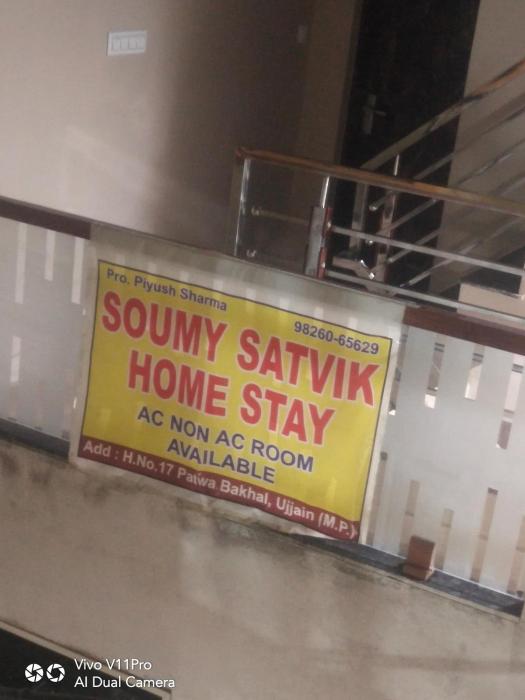 Pro. Piyush Sharma
98260-65629
SOUMY SATVIK
HOME STAY
AC NON AC ROOM
AVAILABLE
Add : H.No.17 Patwa Bakhal, Ujjain (M.P.)
Vivo V11Pro
AI Dual Camera